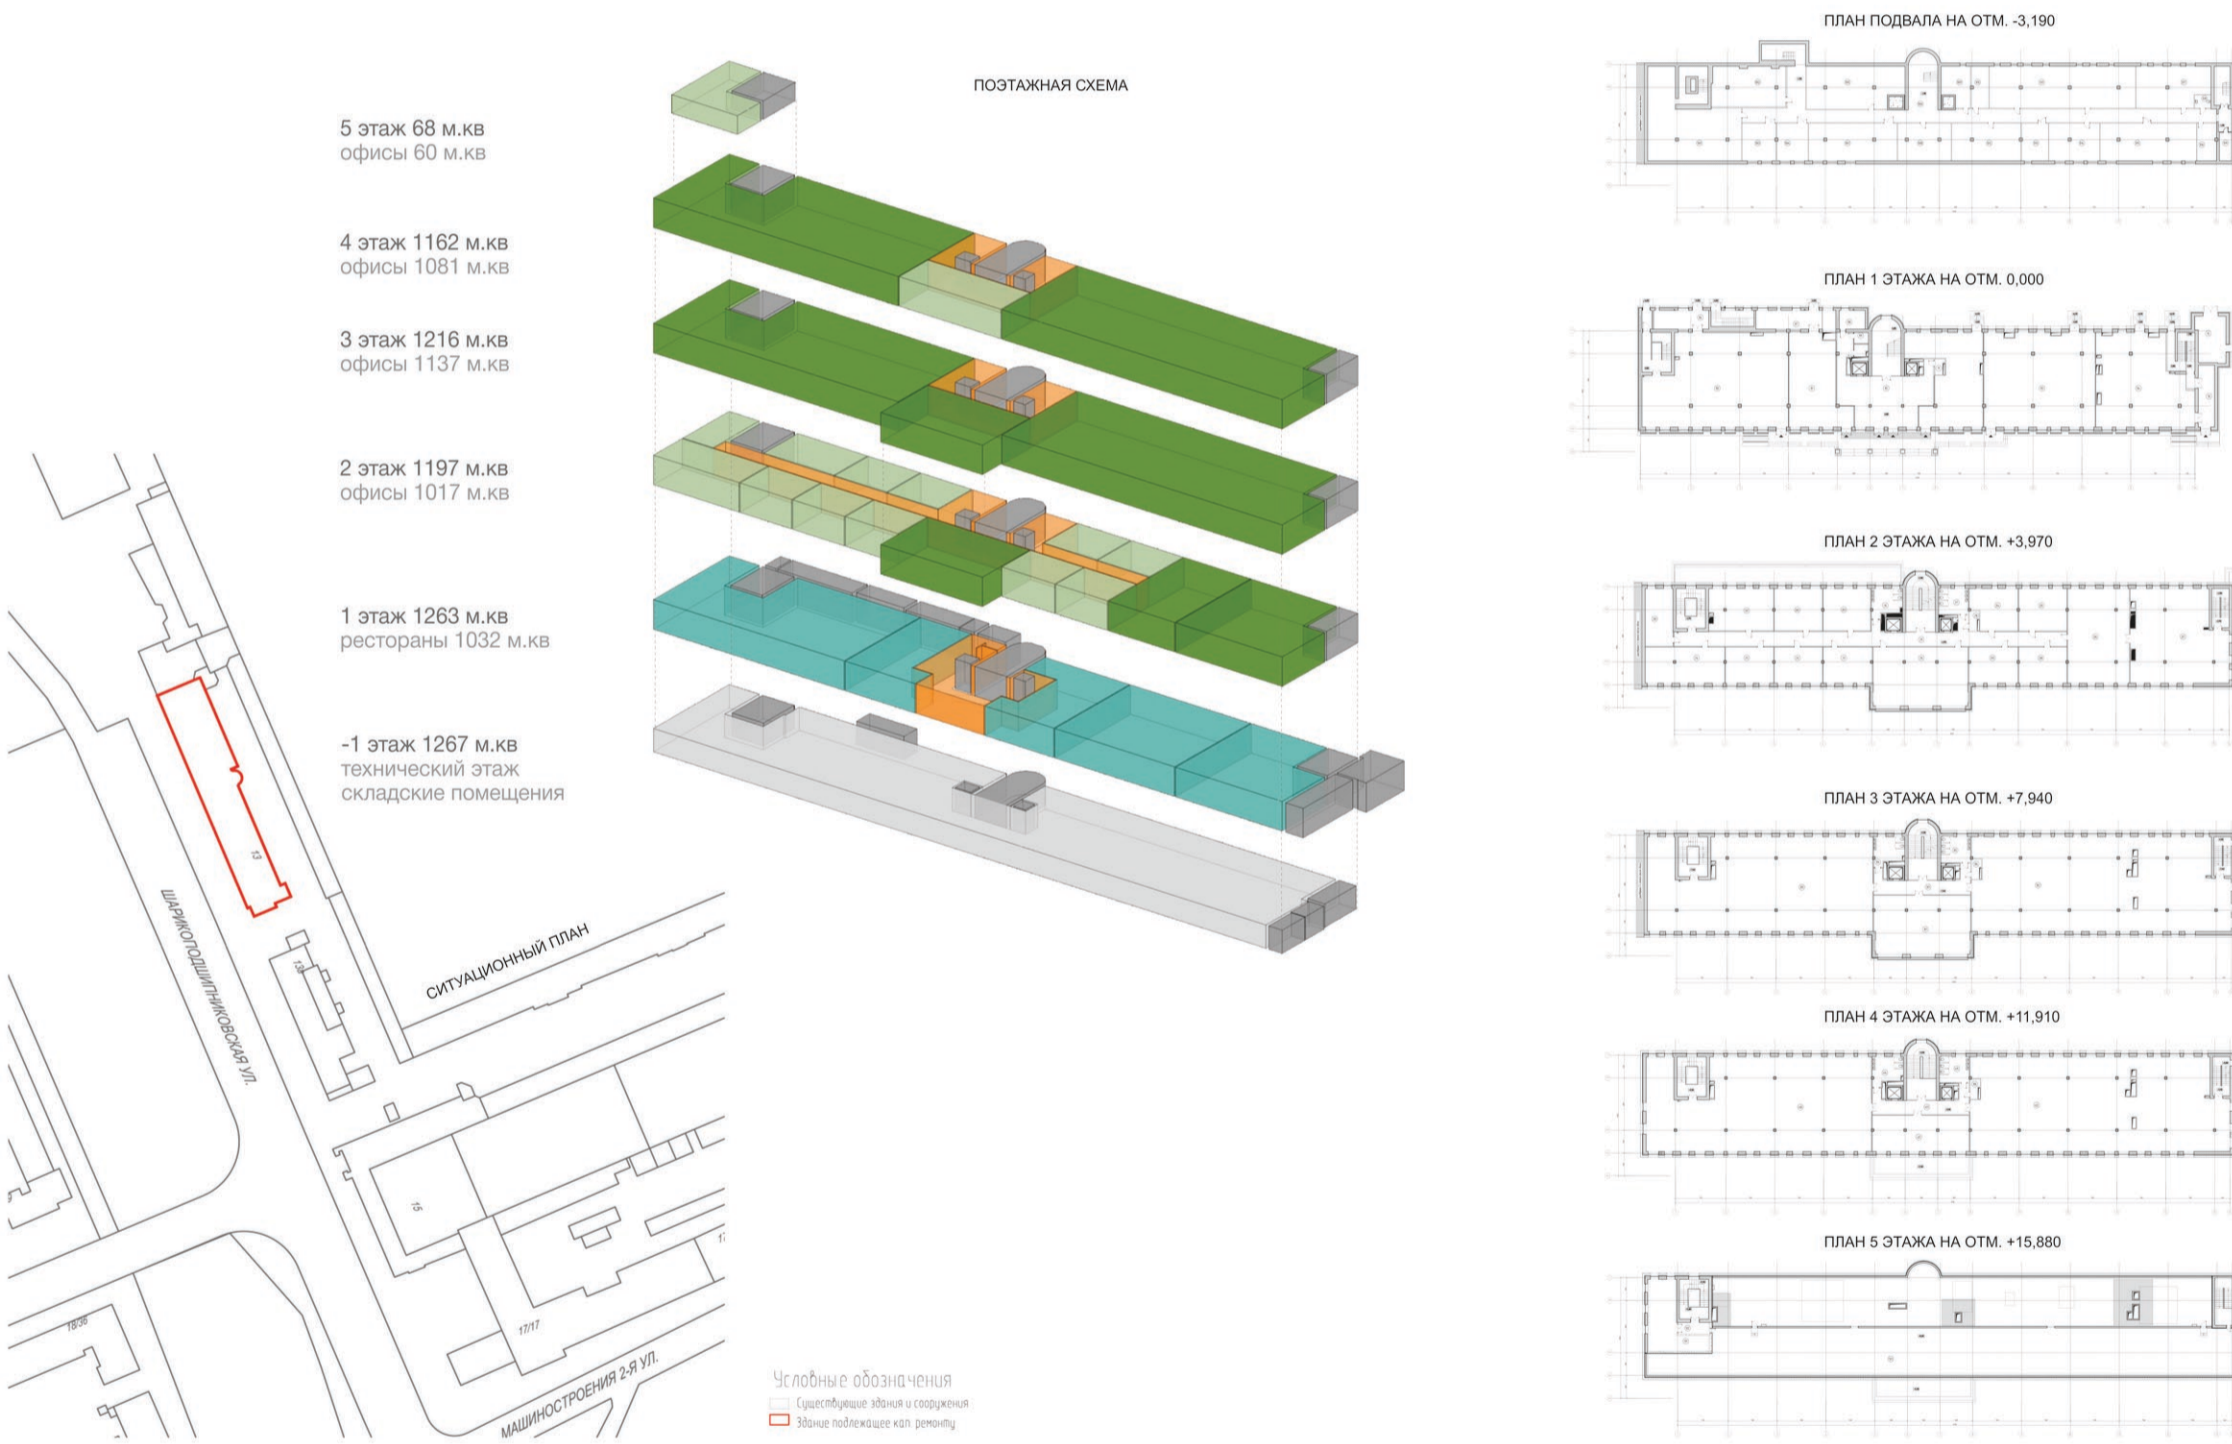 ПОЭТАЖНАЯ СХЕМА
5 этаж 68 м.кв
офисы 60 м.кв
4 этаж 1162 м.кв
офисы 1081 м.кв
3 этаж 1216 м.кв
офисы 1137 м.кв
2 этаж 1197 м.кв
офисы 1017 м.кв
1 этаж 1263 м.кв
рестораны 1032 м.кв
-1 этаж 1267 м.кв
технический этаж
складские помещения
СИТУАЦИОННЫЙ ПЛАН
ШАРИКОПОДШИПНИКОВСКАЯ УЛ.
13
15
17/17
18/36
МАШИНОСТРОЕНИЯ 2-Я УЛ.
Условные обозначения
Существующие здания и сооружения
Здание подлежащее кап. ремонту
ПЛАН ПОДВАЛА НА ОТМ. -3,190
ПЛАН 1 ЭТАЖА НА ОТМ. 0,000
ПЛАН 2 ЭТАЖА НА ОТМ. +3,970
ПЛАН 3 ЭТАЖА НА ОТМ. +7,940
ПЛАН 4 ЭТАЖА НА ОТМ. +11,910
ПЛАН 5 ЭТАЖА НА ОТМ. +15,880